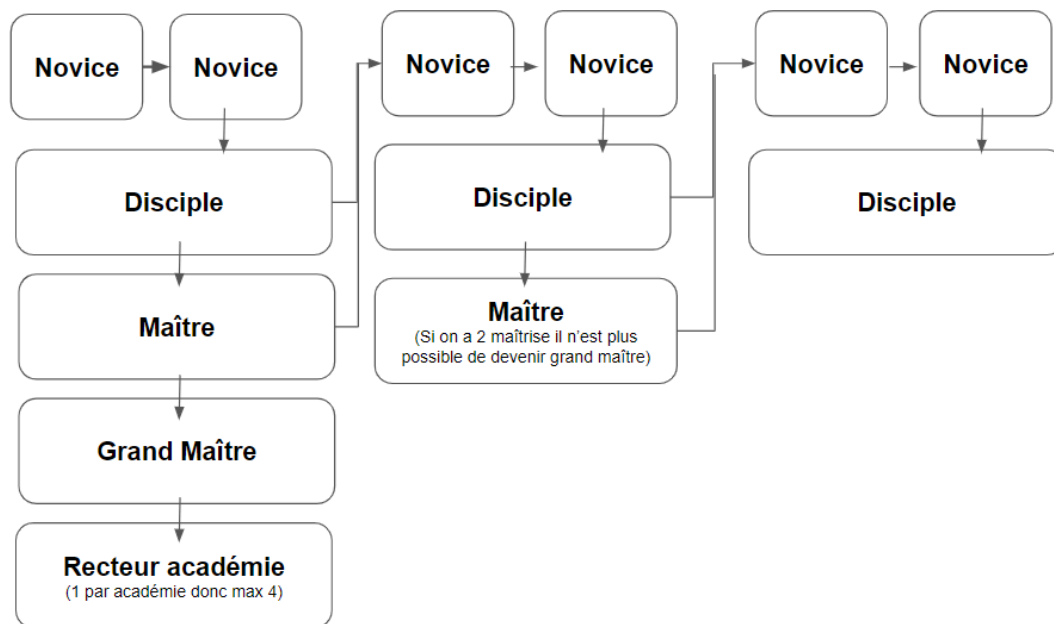 Novice
Novice
Novice
Novice
Novice
Novice
Disciple
Disciple
Disciple
Maître
Maître
(Si on a 2 maîtrise il n’est plus
possible de devenir grand maître)
Grand Maître
Recteur académie
(1 par académie donc max 4)